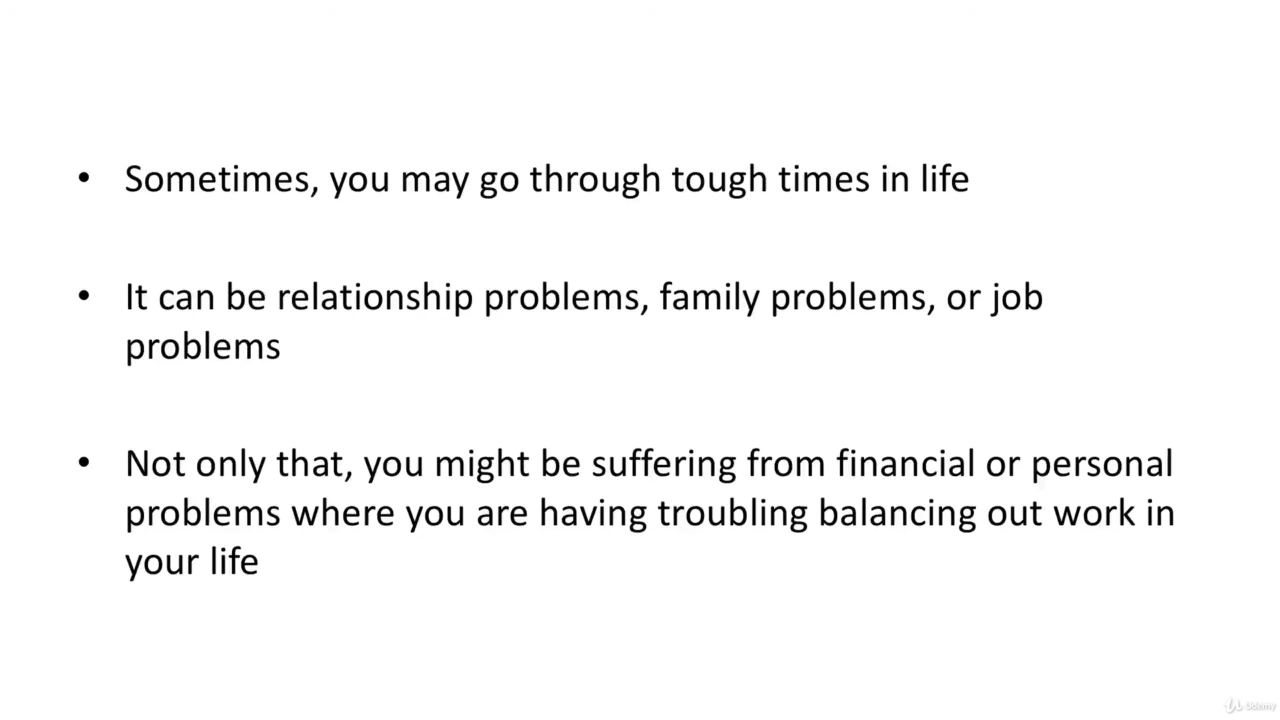 • Sometimes, you may go through tough times in life
• It can be relationship problems, family problems, or job
problems
• Not only that, you might be suffering from financial or personal
problems where you are having troubling balancing out work in
your life
Udemy